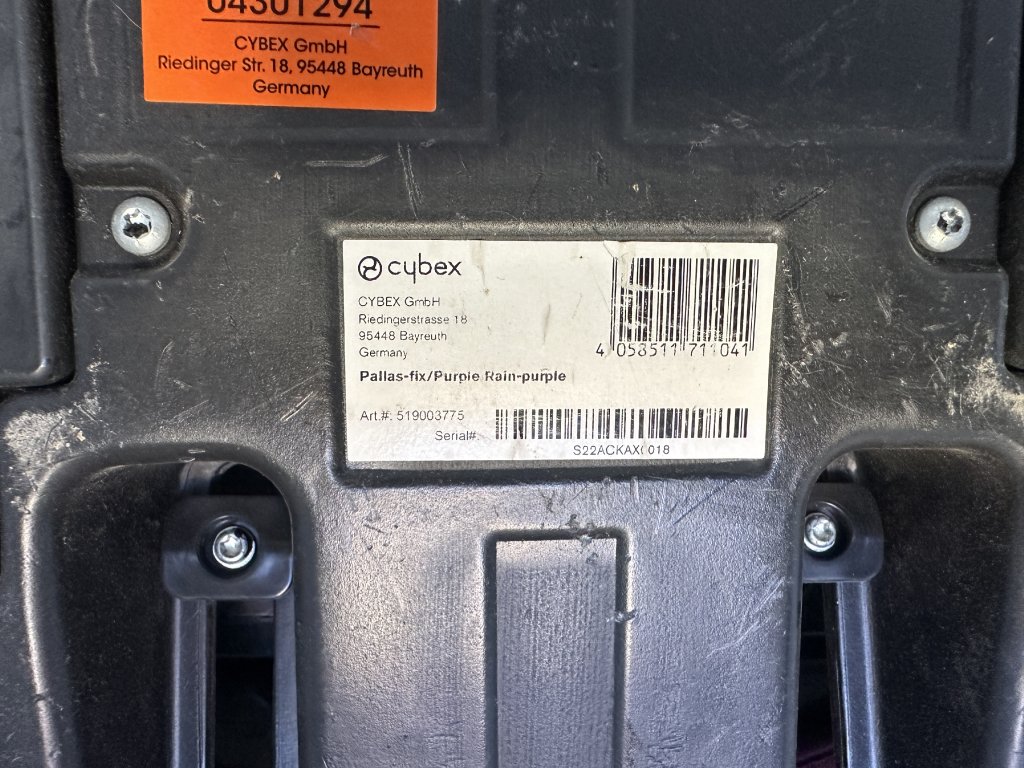 04301294
CYBEX GmbH
Riedinger Str. 18, 95448 Bayreuth
Germany
cybex
CYBEX GmbH
Riedingerstrasse 18
95448 Bayreuth
Germany
4 058511 711041
Pallas-fix/Purple Rain-purple
Art.#: 519003775
Serial#: